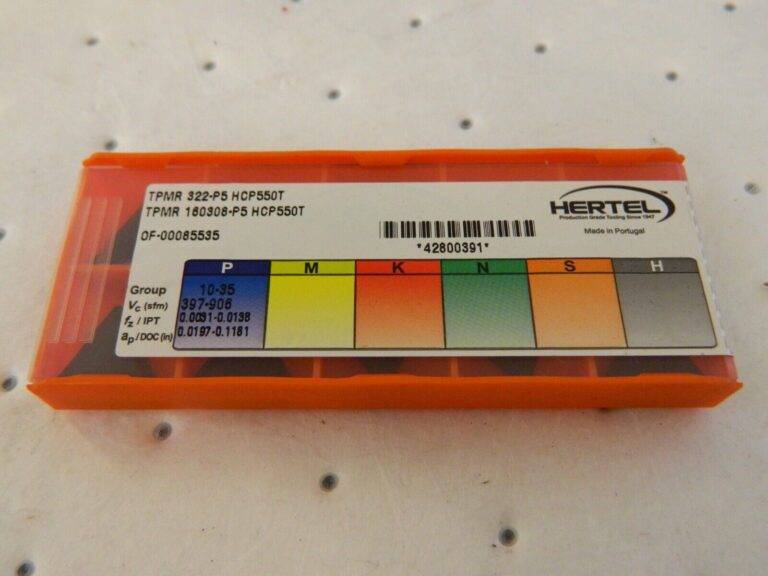 TPMR 322-P5 HCP550T
TPMR 160308-P5 HCP550T
OF-00085535
HERTEL™
Production Grade Tooling Since 1947
Made in Portugal
*42800391*
P M K N S H
Group 10-35
Vc (sfm) 397-906
fz / IPT 0.0031-0.0138
ap / DOC (in) 0.0197-0.1181